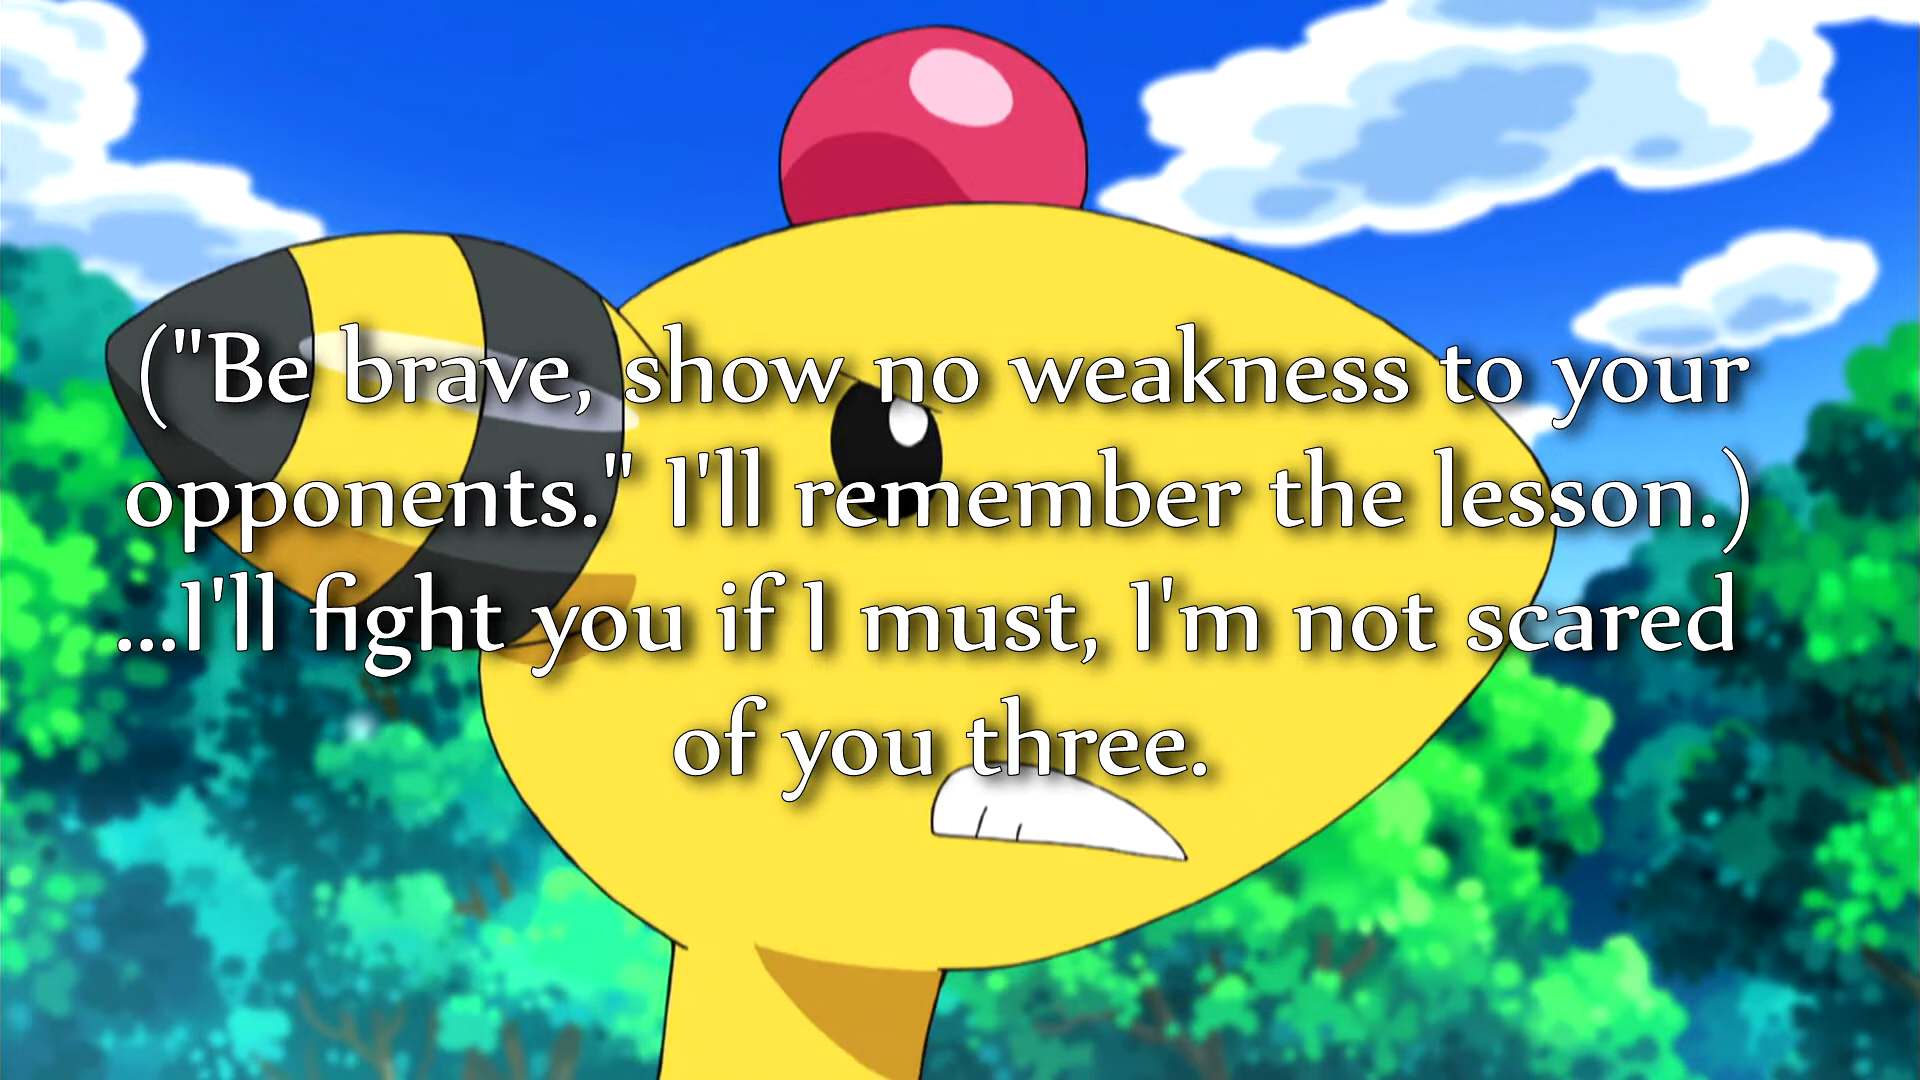 ("Be brave, show no weakness to your
opponents." I'll remember the lesson.)
...I'll fight you if I must, I'm not scared
of you three.